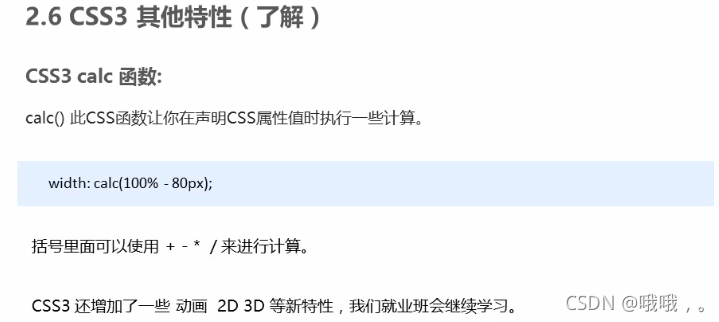 2.6 CSS3 其他特性（了解）
CSS3 calc 函数:
calc() 此CSS函数让你在声明CSS属性值时执行一些计算。
width: calc(100% - 80px);
括号里面可以使用 + - * / 来进行计算。
CSS3 还增加了一些 动画 2D 3D 等新特性，我们就业班会继续学习。
CSDN @哦哦，。